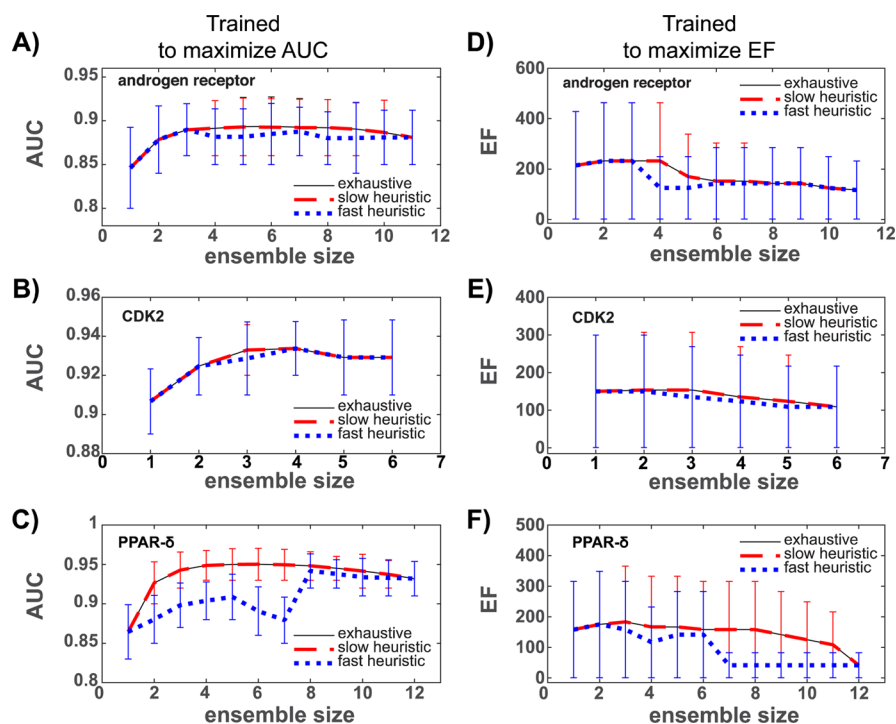 Trained
to maximize AUC
Trained
to maximize EF
A)
androgen receptor
0.95
0.9
0.85
0.8
AUC
exhaustive
slow heuristic
fast heuristic
0 2 4 6 8 10 12
ensemble size
D)
androgen receptor
600
400
200
0
EF
exhaustive
slow heuristic
fast heuristic
0 2 4 6 8 10 12
ensemble size
B)
CDK2
0.96
0.94
0.92
0.9
0.88
AUC
exhaustive
slow heuristic
fast heuristic
0 1 2 3 4 5 6 7
ensemble size
E)
CDK2
400
300
200
100
0
EF
exhaustive
slow heuristic
fast heuristic
0 1 2 3 4 5 6 7
ensemble size
C)
PPAR-δ
1
0.95
0.9
0.85
0.8
AUC
exhaustive
slow heuristic
fast heuristic
0 2 4 6 8 10 12
ensemble size
F)
PPAR-δ
500
400
300
200
100
0
EF
exhaustive
slow heuristic
fast heuristic
0 2 4 6 8 10 12
ensemble size